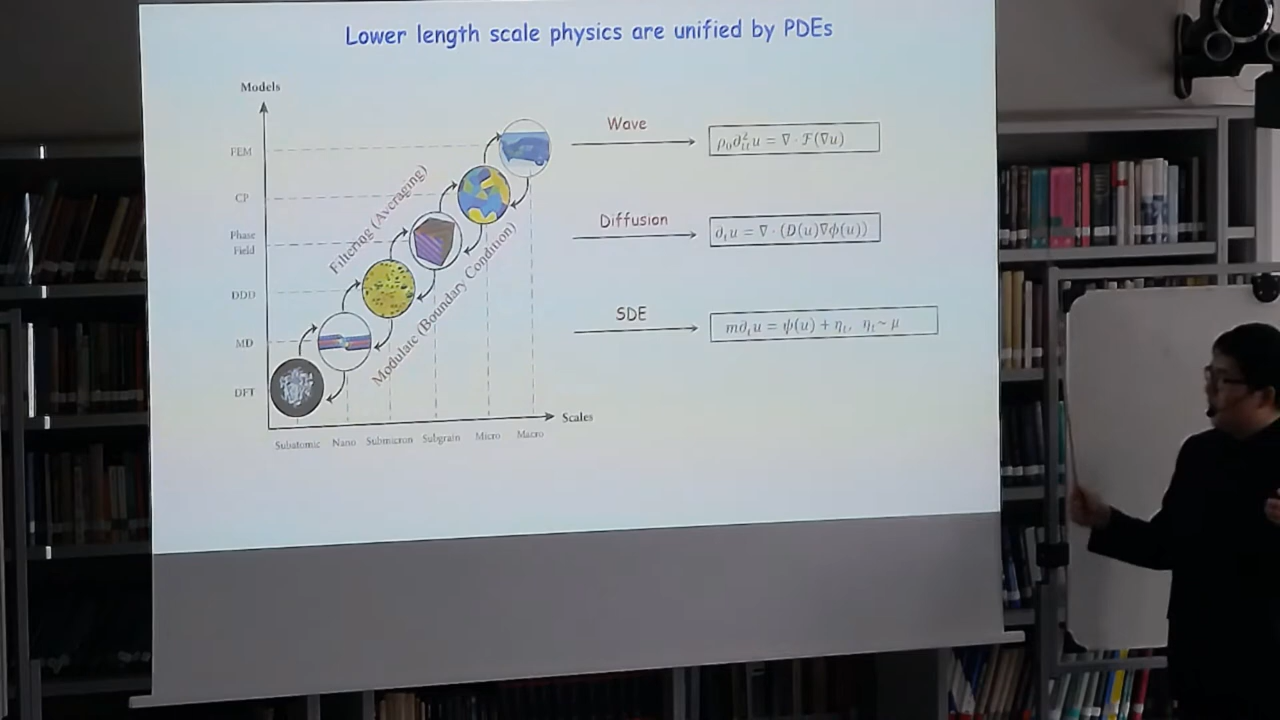 Lower length scale physics are unified by PDEs
Models
FEM
CP
Phase
Field
DDD
MD
DFT
Filtering (Averaging)
Modulate (Boundary Condition)
Subatomic Nano Submicron Subgrain Micro Macro
Scales
Wave
ρ₀∂²ₜₜu = ∇ · F(∇u)
Diffusion
∂ₜu = ∇ · (D(u)∇φ(u))
SDE
m∂ₜu = ψ(u) + ηₜ, ηₜ ~ μ